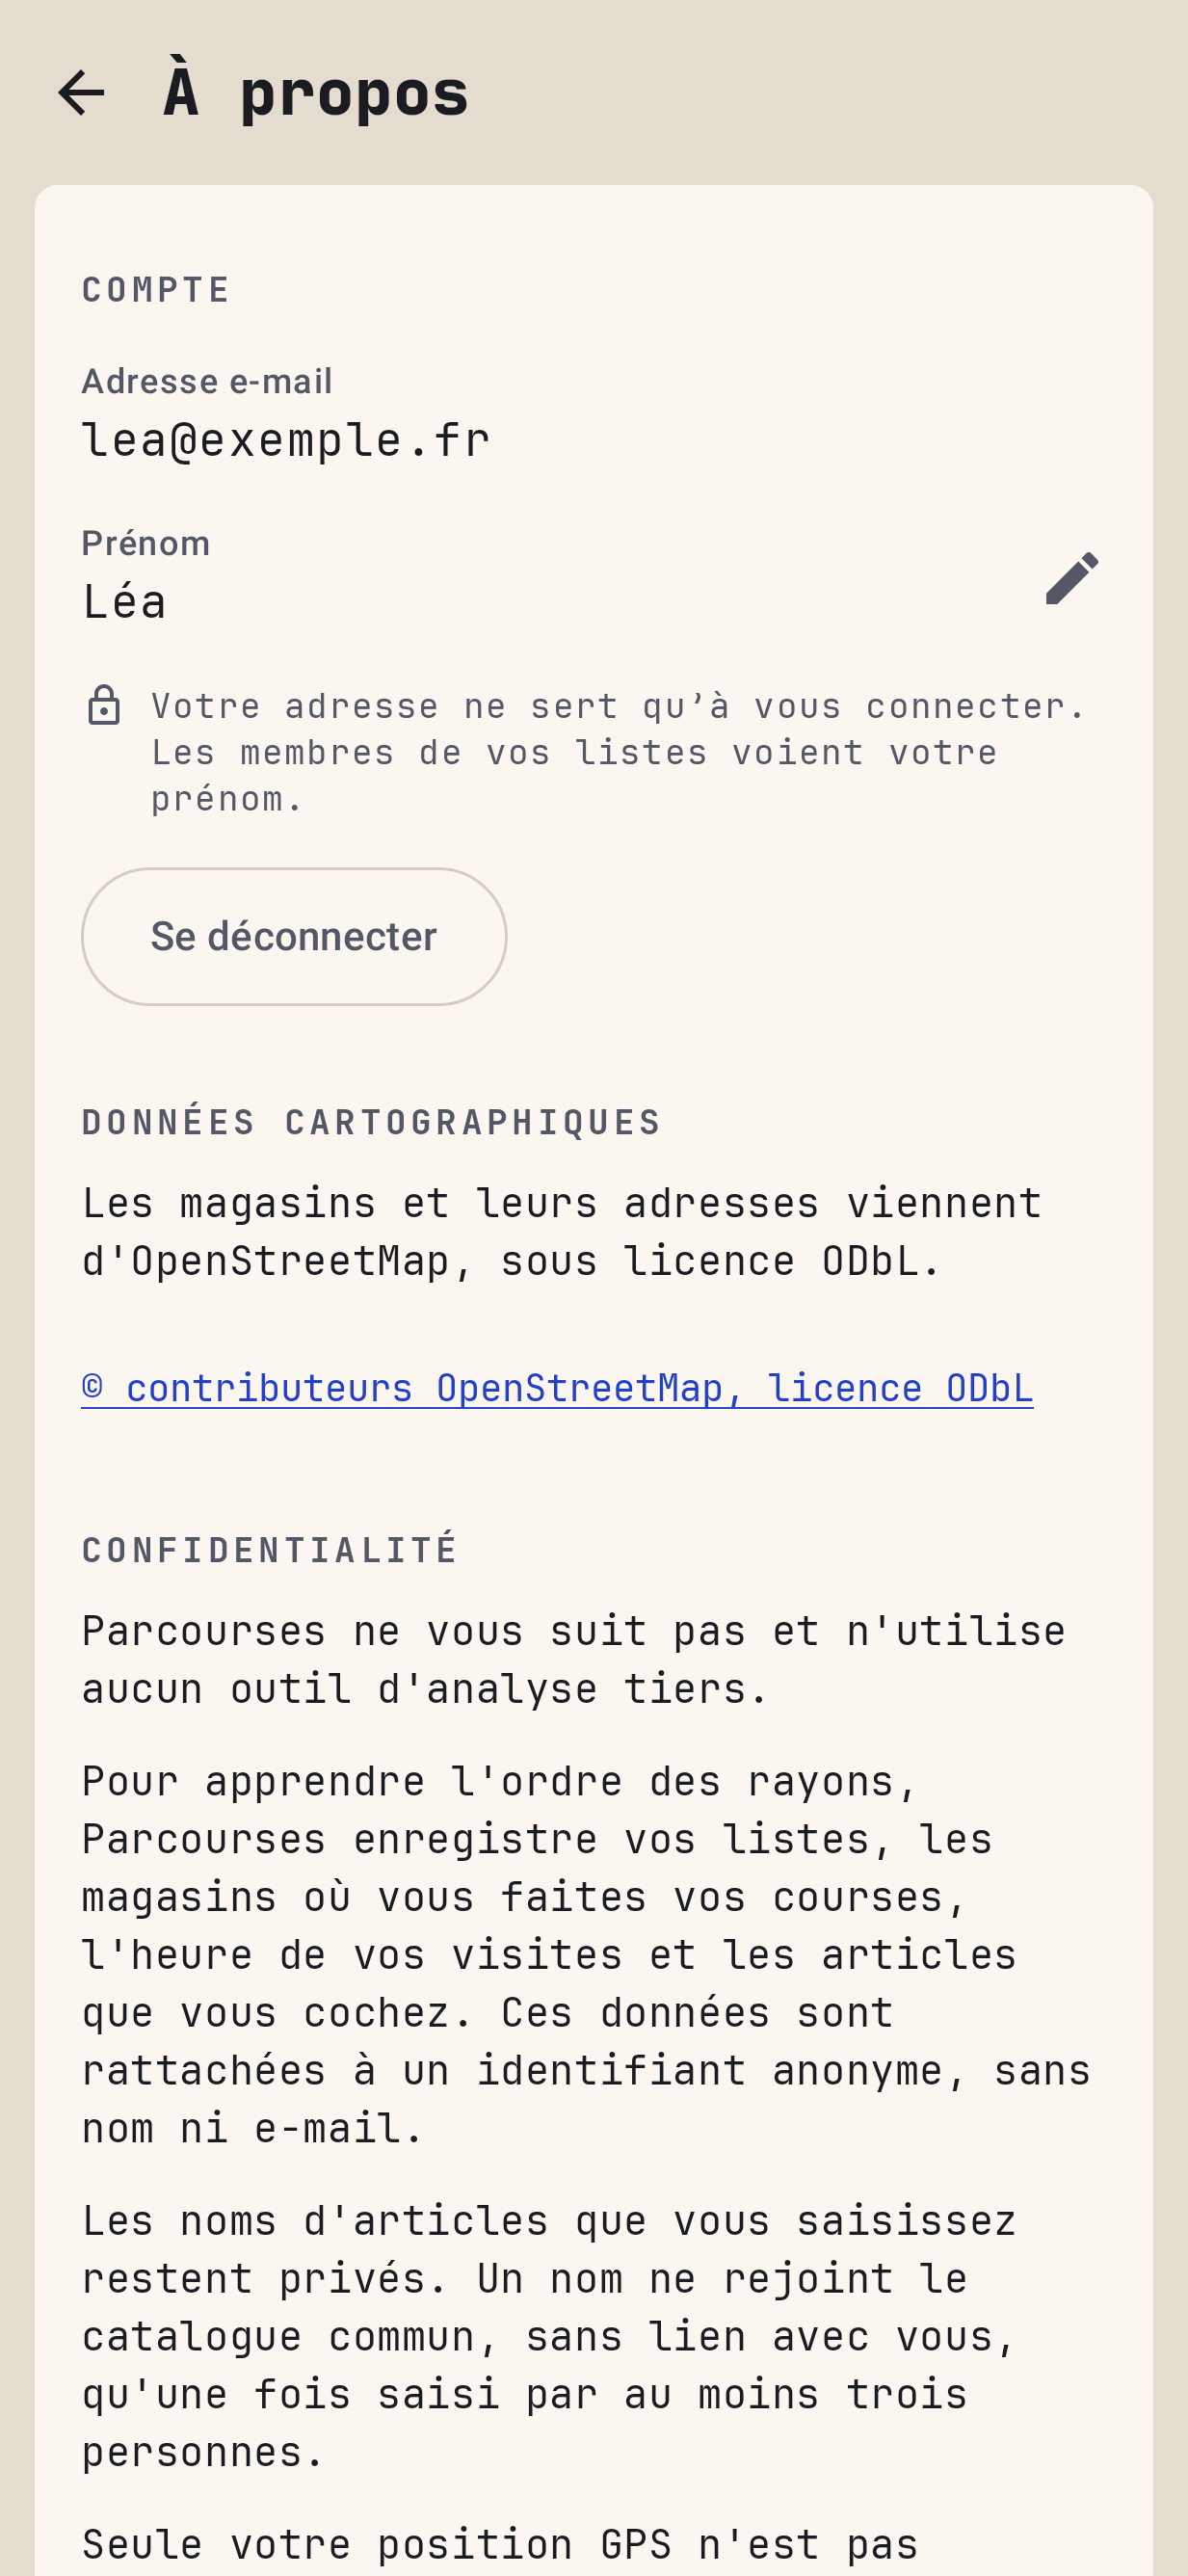 À propos
COMPTE
Adresse e-mail
lea@exemple.fr
Prénom
Léa
Votre adresse ne sert qu’à vous connecter.
Les membres de vos listes voient votre
prénom.
Se déconnecter
DONNÉES CARTOGRAPHIQUES
Les magasins et leurs adresses viennent
d'OpenStreetMap, sous licence ODbL.
© contributeurs OpenStreetMap, licence ODbL
CONFIDENTIALITÉ
Parcourses ne vous suit pas et n'utilise
aucun outil d'analyse tiers.
Pour apprendre l'ordre des rayons,
Parcourses enregistre vos listes, les
magasins où vous faites vos courses,
l'heure de vos visites et les articles
que vous cochez. Ces données sont
rattachées à un identifiant anonyme, sans
nom ni e-mail.
Les noms d'articles que vous saisissez
restent privés. Un nom ne rejoint le
catalogue commun, sans lien avec vous,
qu'une fois saisi par au moins trois
personnes.
Seule votre position GPS n'est pas